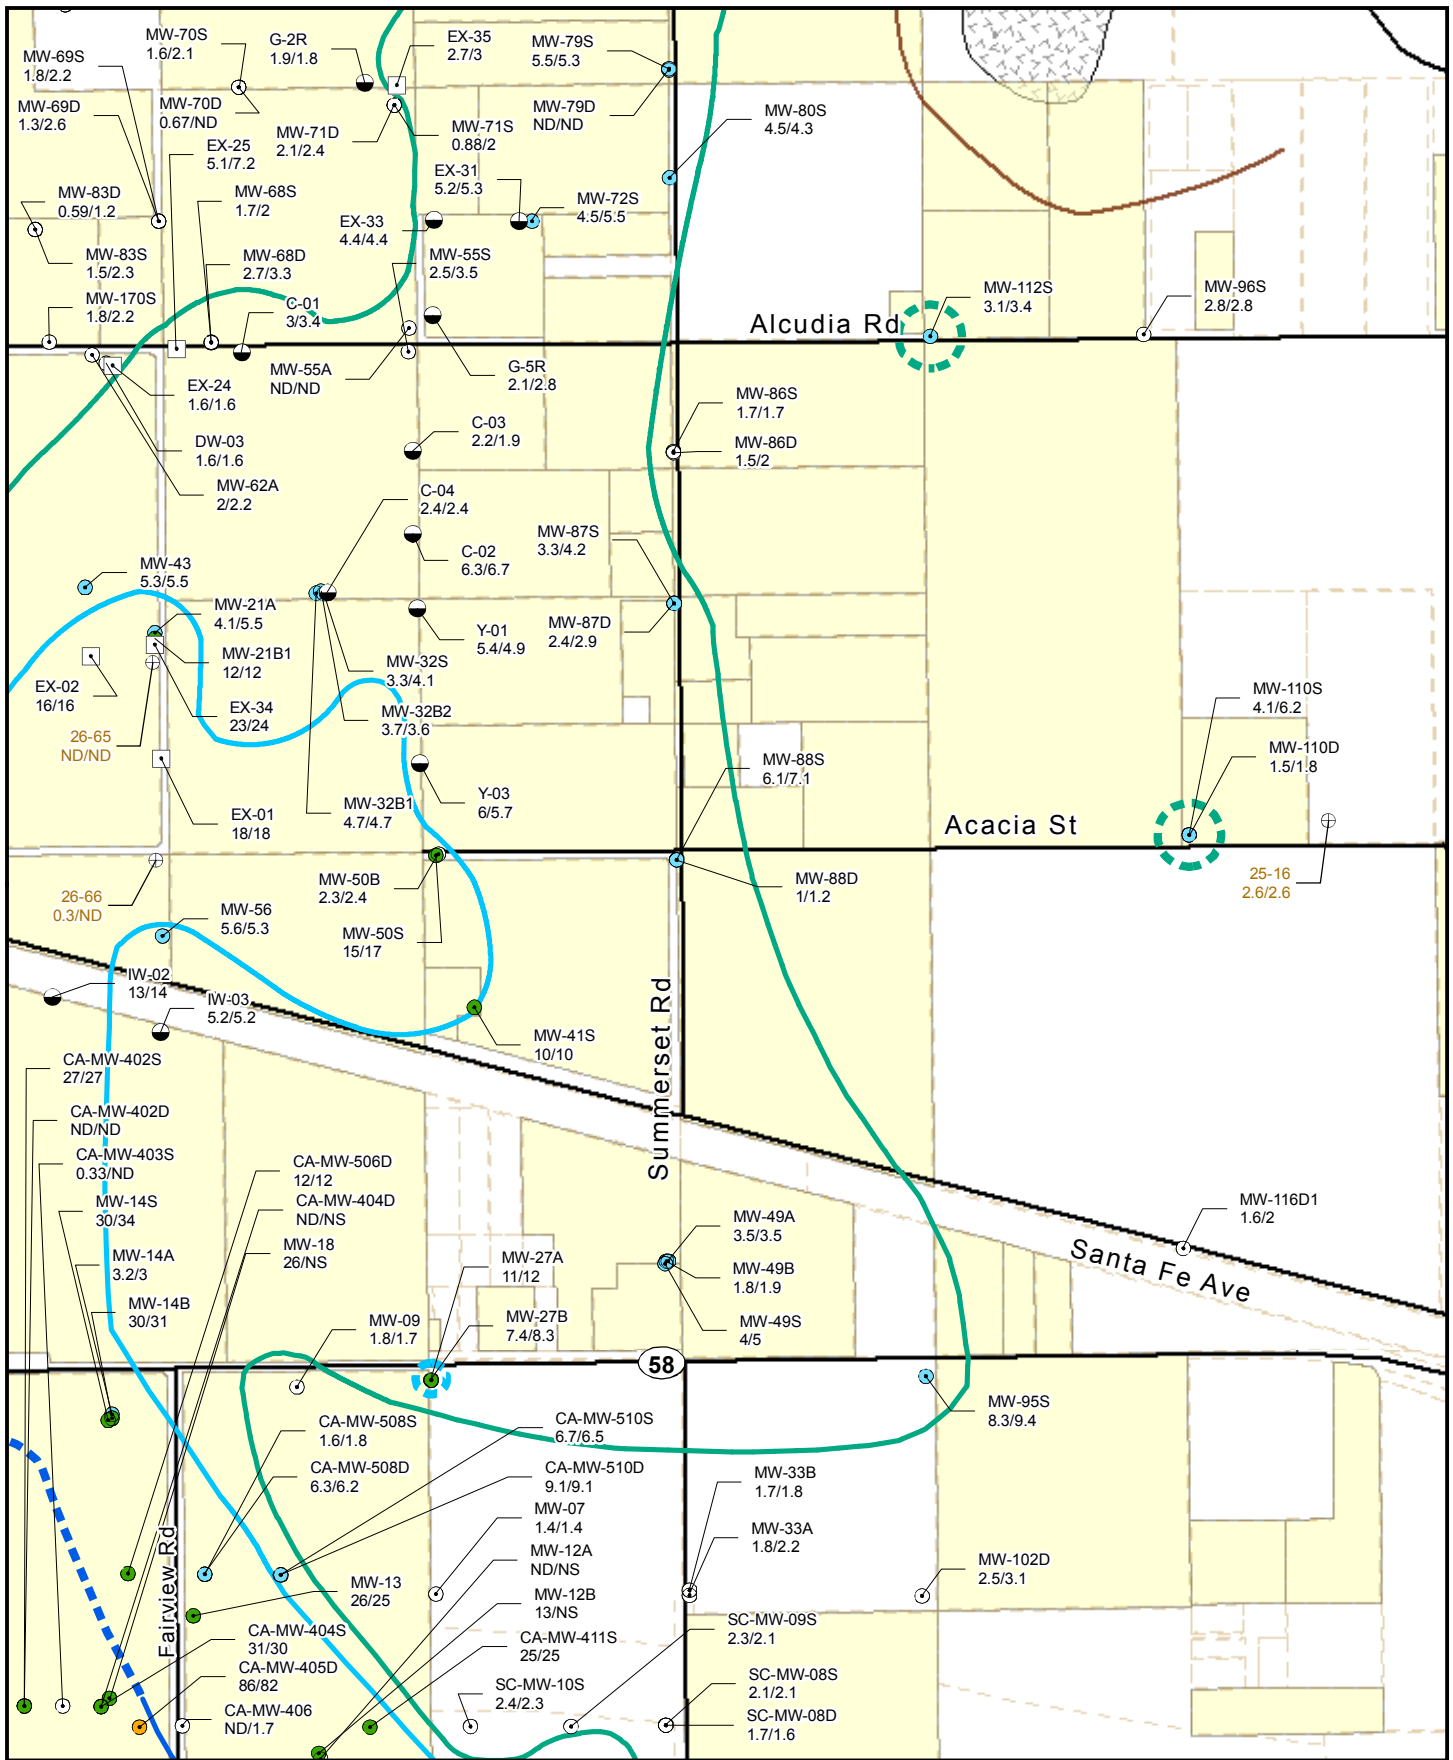 MW-70S
1.6/2.1
G-2R
1.9/1.8
EX-35
2.7/3
MW-79S
5.5/5.3
MW-69S
1.8/2.2
MW-69D
1.3/2.6
MW-70D
0.67/ND
MW-71D
2.1/2.4
MW-71S
0.88/2
MW-79D
ND/ND
MW-80S
4.5/4.3
EX-25
5.1/7.2
EX-31
5.2/5.3
MW-83D
0.59/1.2
MW-68S
1.7/2
MW-72S
4.5/5.5
EX-33
4.4/4.4
MW-83S
1.5/2.3
MW-68D
2.7/3.3
MW-55S
2.5/3.5
MW-170S
1.8/2.2
C-01
3/3.4
MW-112S
3.1/3.4
MW-96S
2.8/2.8
Alcudia Rd
MW-55A
ND/ND
G-5R
2.1/2.8
EX-24
1.6/1.6
MW-86S
1.7/1.7
DW-03
1.6/1.6
C-03
2.2/1.9
MW-86D
1.5/2
MW-62A
2/2.2
C-04
2.4/2.4
C-02
6.3/6.7
MW-87S
3.3/4.2
MW-43
5.3/5.5
MW-21A
4.1/5.5
Y-01
5.4/4.9
MW-87D
2.4/2.9
MW-21B1
12/12
MW-32S
3.3/4.1
EX-02
16/16
EX-34
23/24
MW-32B2
3.7/3.6
MW-110S
4.1/6.2
26-65
ND/ND
MW-110D
1.5/1.8
MW-88S
6.1/7.1
EX-01
18/18
MW-32B1
4.7/4.7
Y-03
6/5.7
Acacia St
MW-50B
2.3/2.4
MW-88D
1/1.2
25-16
2.6/2.6
26-66
0.3/ND
MW-56
5.6/5.3
MW-50S
15/17
IW-02
13/14
IW-03
5.2/5.2
MW-41S
10/10
Summerset Rd
CA-MW-402S
27/27
CA-MW-402D
ND/ND
CA-MW-403S
0.33/ND
CA-MW-506D
12/12
MW-14S
30/34
CA-MW-404D
ND/NS
MW-49A
3.5/3.5
MW-116D1
1.6/2
MW-14A
3.2/3
MW-18
26/NS
MW-27A
11/12
MW-49B
1.8/1.9
Santa Fe Ave
MW-14B
30/31
MW-09
1.8/1.7
MW-27B
7.4/8.3
MW-49S
4/5
58
MW-95S
8.3/9.4
CA-MW-508S
1.6/1.8
CA-MW-510S
6.7/6.5
CA-MW-508D
6.3/6.2
CA-MW-510D
9.1/9.1
MW-33B
1.7/1.8
MW-07
1.4/1.4
MW-33A
1.8/2.2
MW-12A
ND/NS
MW-102D
2.5/3.1
Fairview Rd
MW-13
26/25
MW-12B
13/NS
CA-MW-404S
31/30
CA-MW-411S
25/25
SC-MW-09S
2.3/2.1
CA-MW-405D
86/82
SC-MW-10S
2.4/2.3
SC-MW-08S
2.1/2.1
CA-MW-406
ND/1.7
SC-MW-08D
1.7/1.6